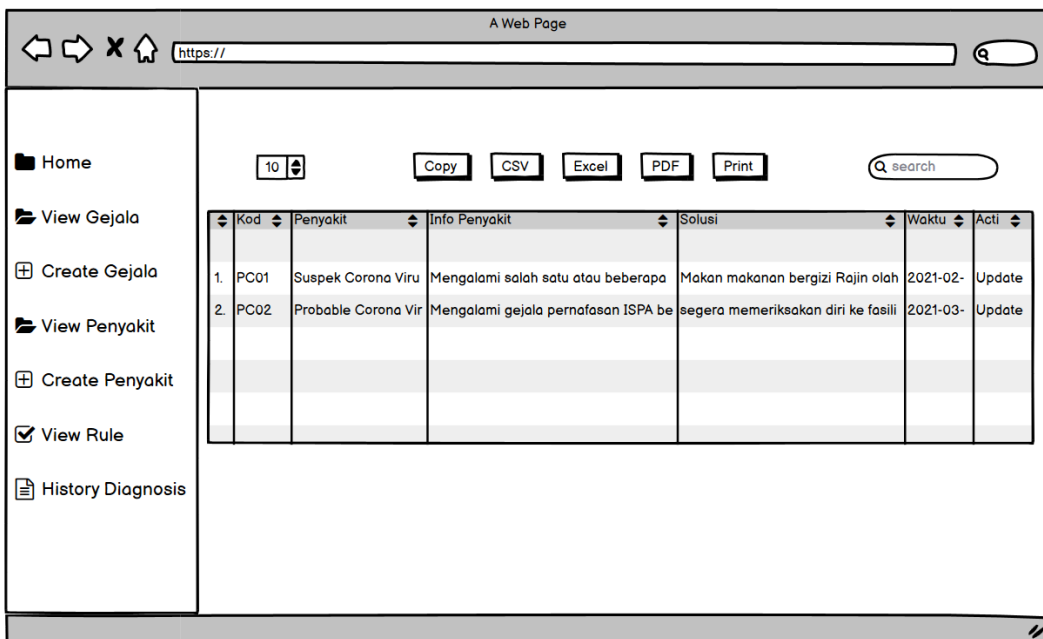 A Web Page
https://
Home
View Gejala
Create Gejala
View Penyakit
Create Penyakit
View Rule
History Diagnosis
10 Copy CSV Excel PDF Print search
Kod Penyakit Info Penyakit Solusi Waktu Acti
1. PC01 Suspek Corona Viru Mengalami salah satu atau beberapa Makan makanan bergizi Rajin olah 2021-02- Update
2. PC02 Probable Corona Vir Mengalami gejala pernafasan ISPA be segera memeriksakan diri ke fasili 2021-03- Update